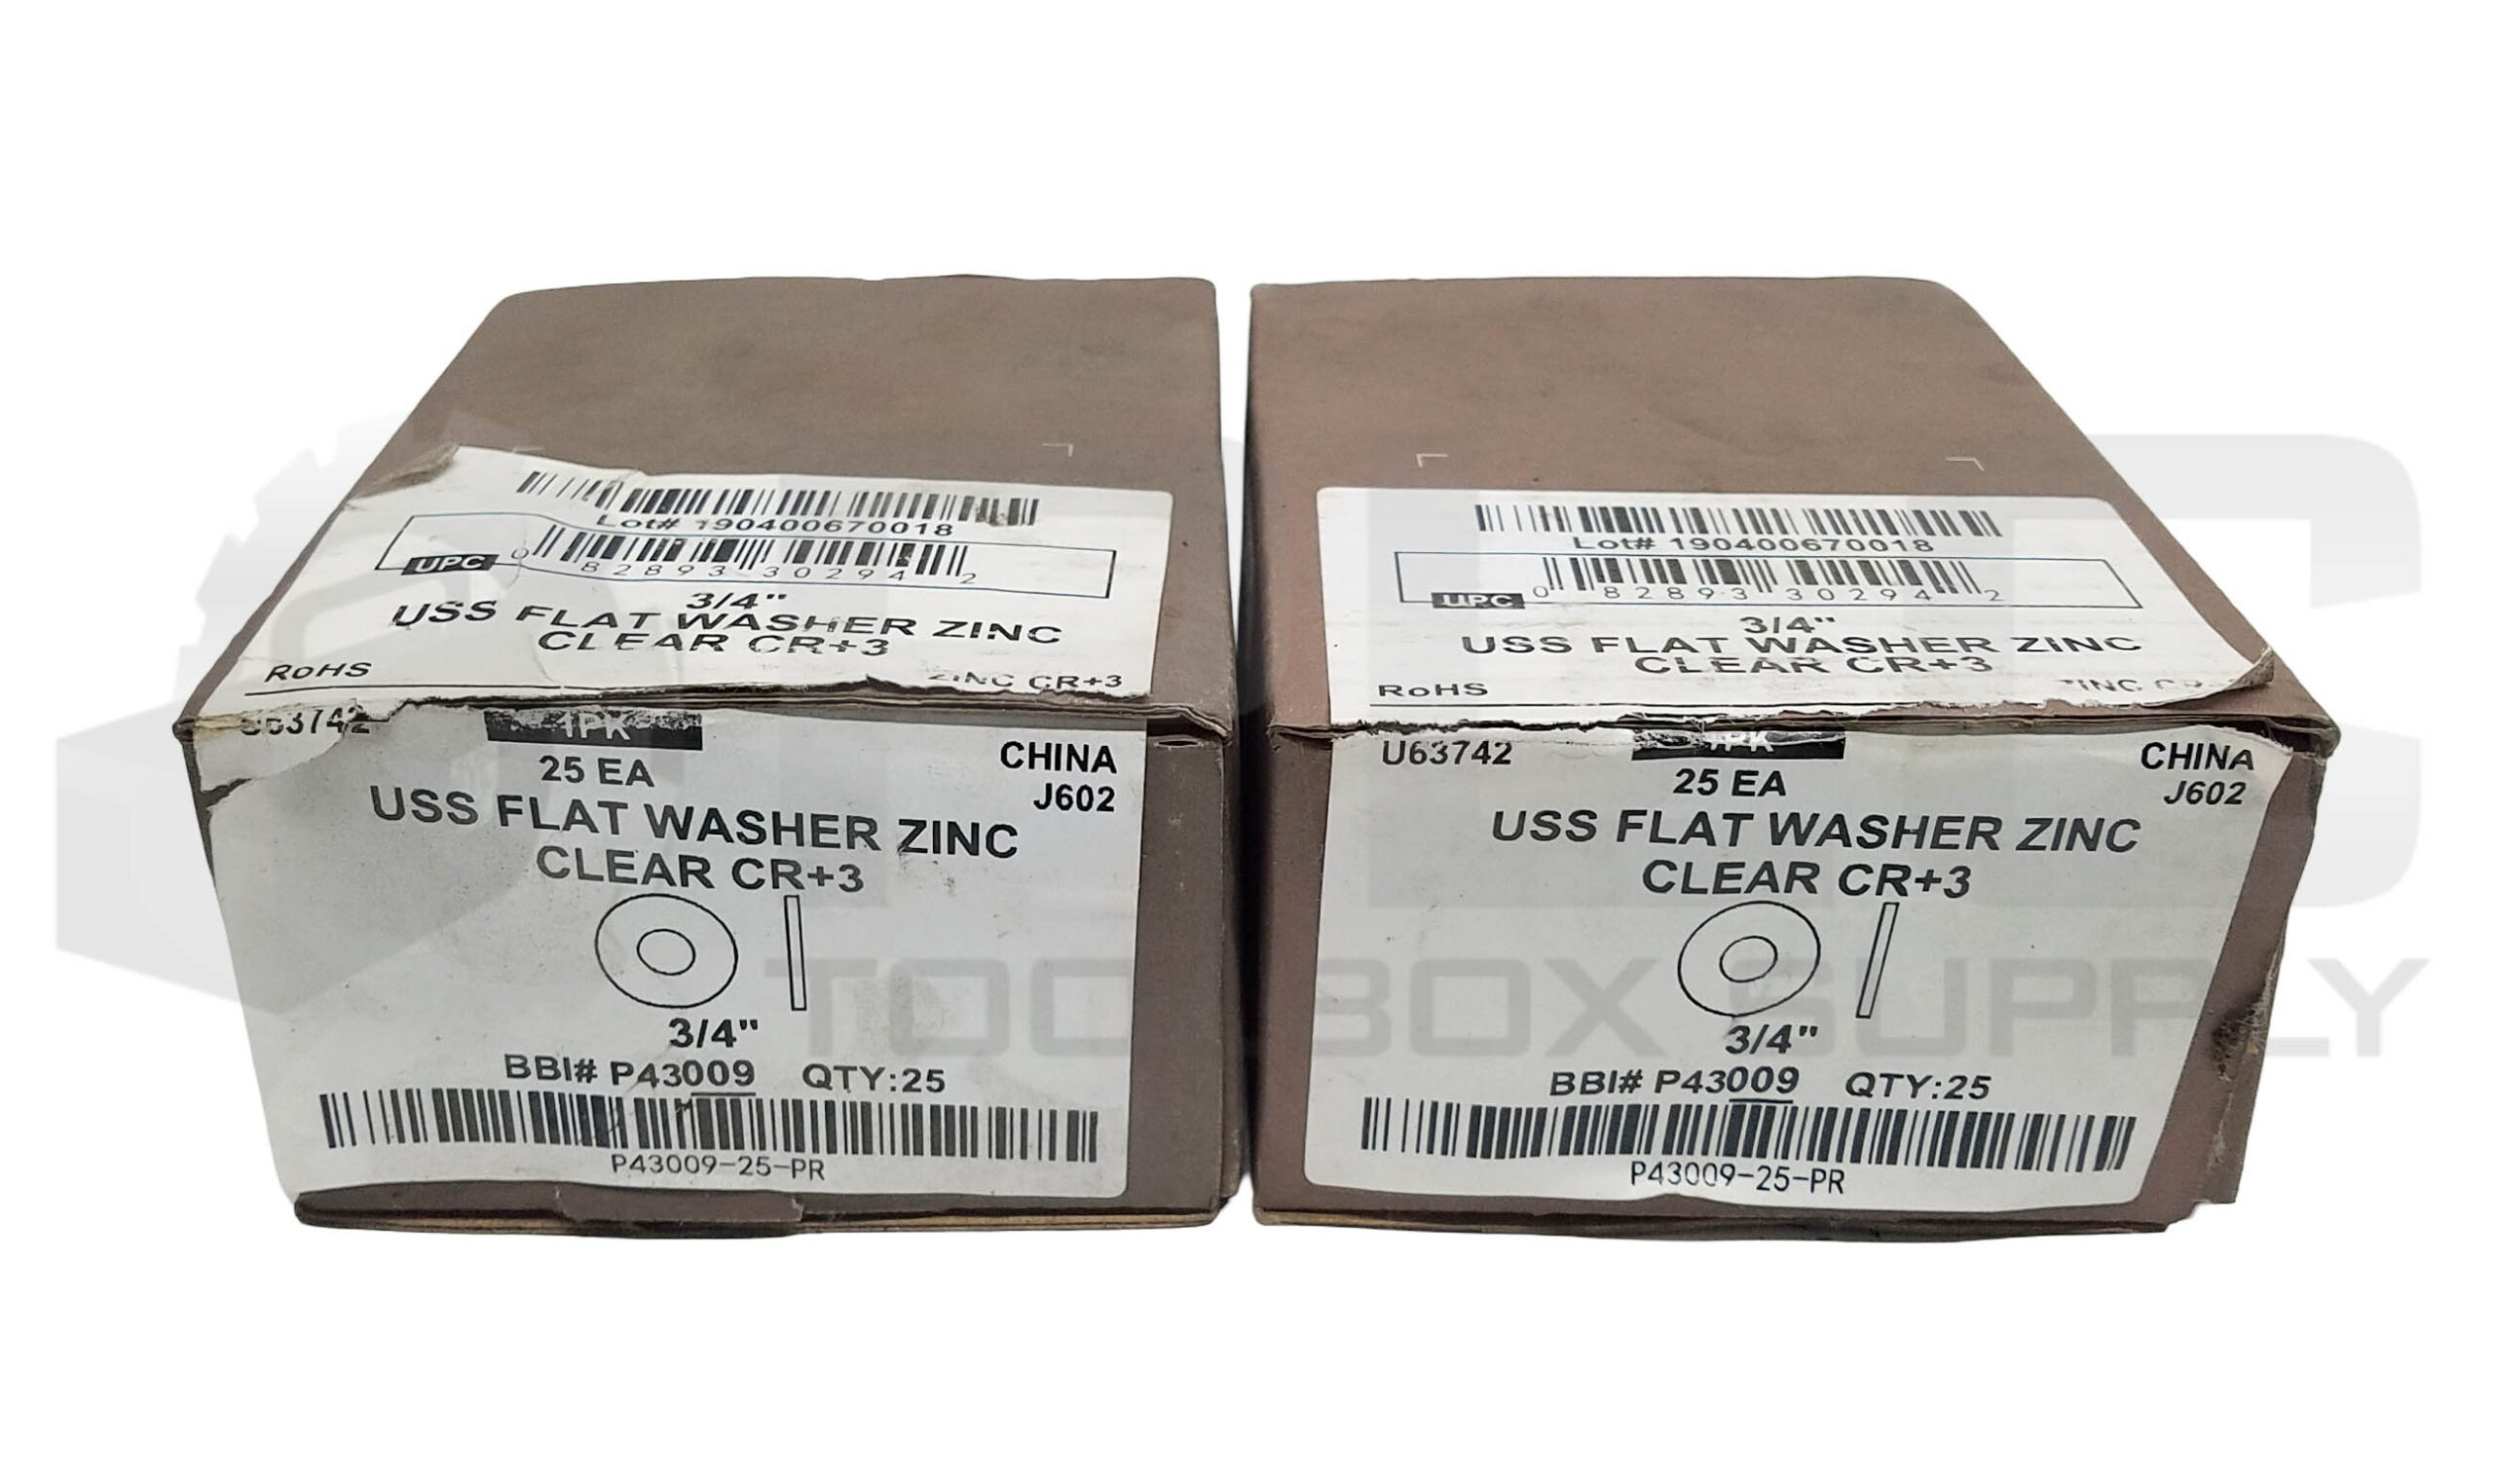 Lot# 190400670018
UPC 0 82893 30294 2
3/4"
USS FLAT WASHER ZINC
CLEAR CR+3
RoHS ZINC CR+3
U63742 1PK CHINA
25 EA J602
USS FLAT WASHER ZINC
CLEAR CR+3
3/4"
BBI# P43009 QTY:25
P43009-25-PR
Lot# 190400670018
UPC 0 82893 30294 2
3/4"
USS FLAT WASHER ZINC
CLEAR CR+3
RoHS ZINC
U63742 1PK CHINA
25 EA J602
USS FLAT WASHER ZINC
CLEAR CR+3
3/4"
BBI# P43009 QTY:25
P43009-25-PR
TOOLBOX SUPPLY